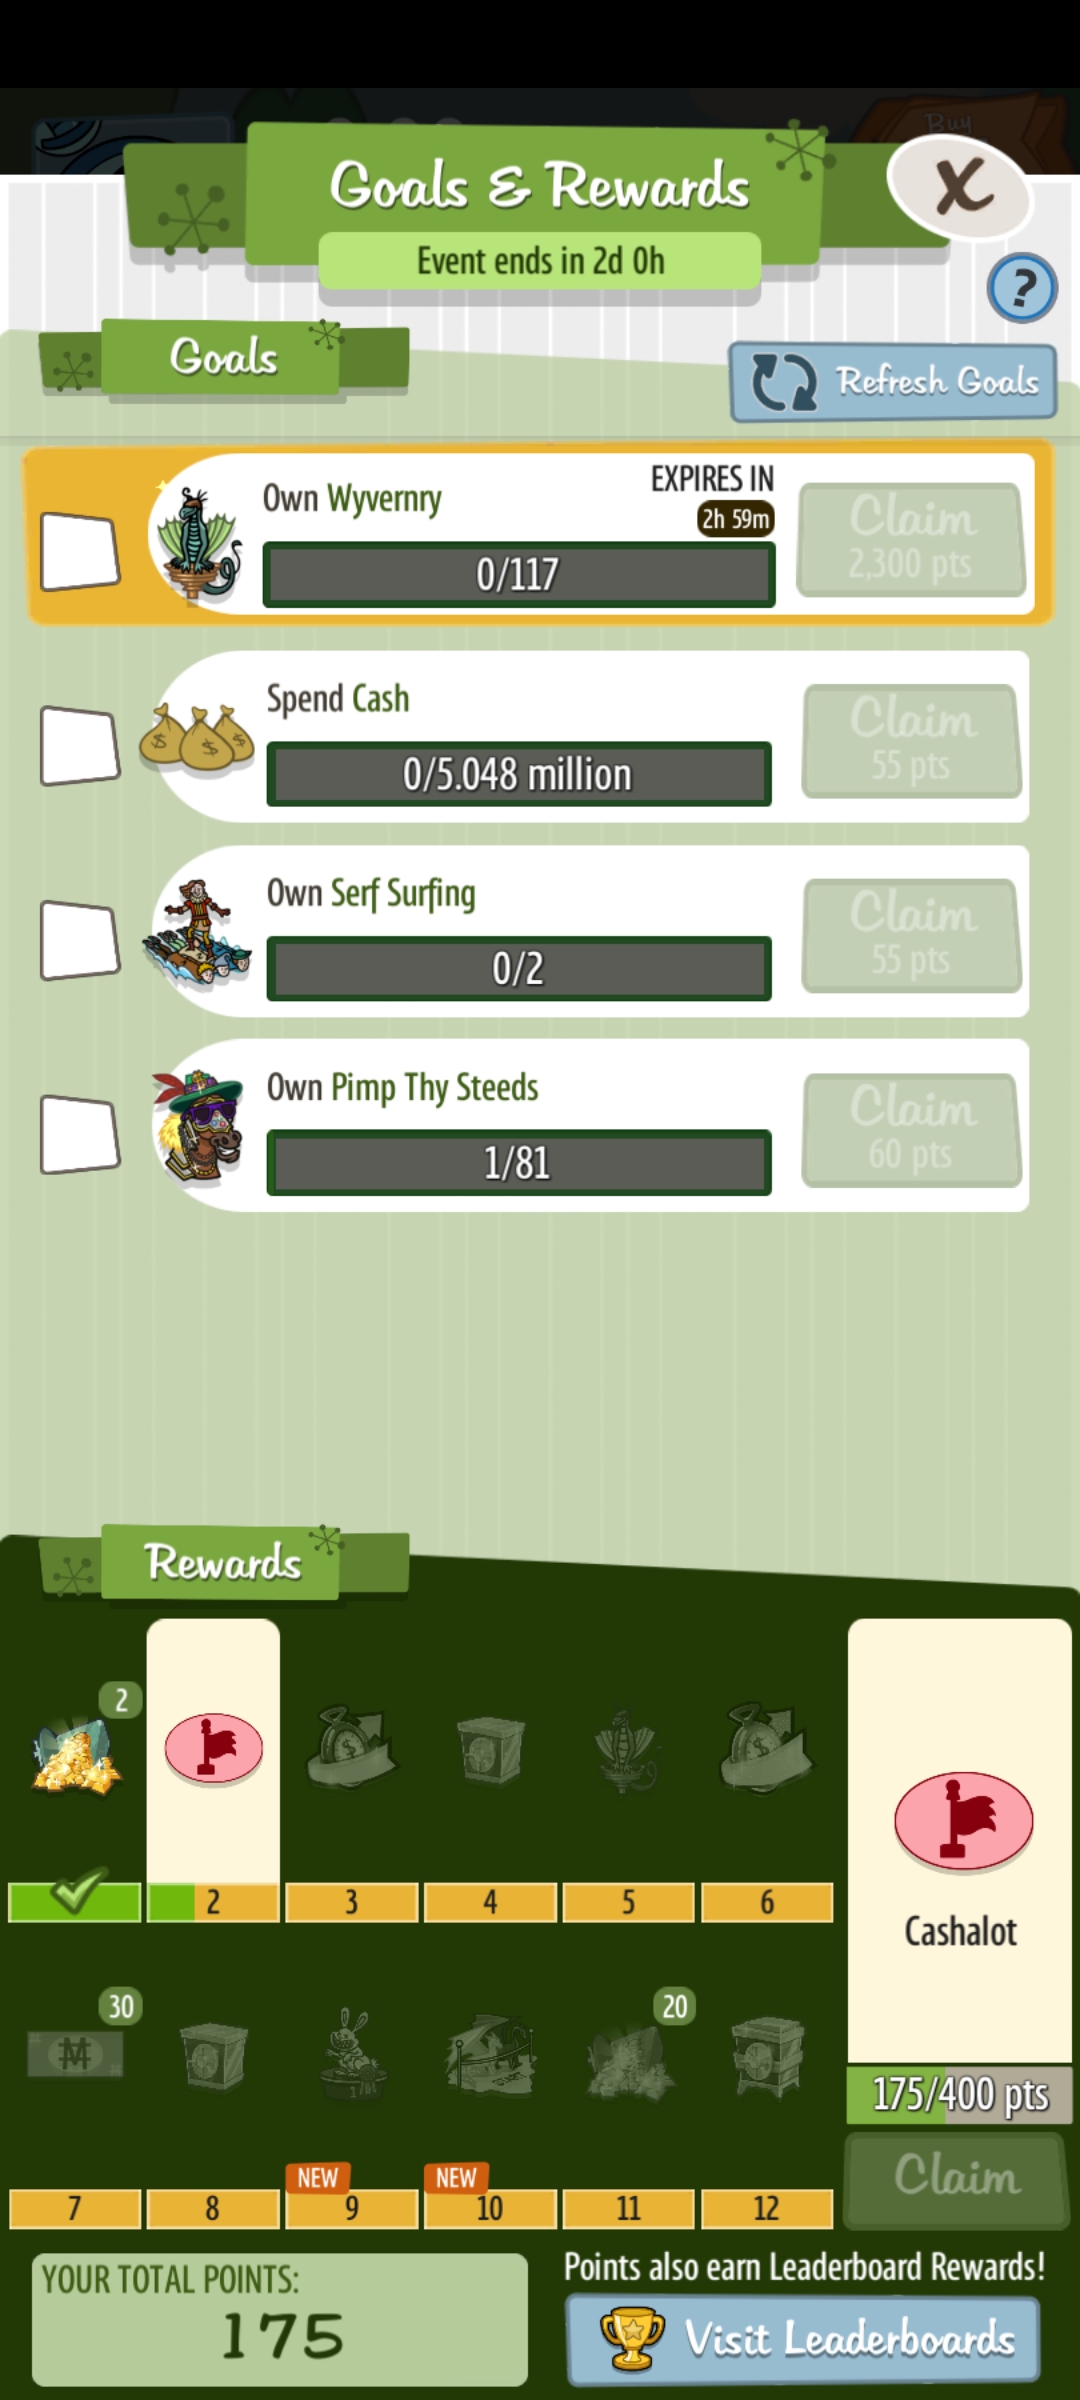 Buy
Goals & Rewards
X
Event ends in 2d 0h
?
Goals
Refresh Goals
Own Wyvernry
EXPIRES IN
2h 59m
0/117
Claim
2,300 pts
Spend Cash
0/5.048 million
Claim
55 pts
Own Serf Surfing
0/2
Claim
55 pts
Own Pimp Thy Steeds
1/81
Claim
60 pts
Rewards
2
2
3
4
5
6
Cashalot
30
20
175/400 pts
Claim
NEW
NEW
7
8
9
10
11
12
YOUR TOTAL POINTS:
175
Points also earn Leaderboard Rewards!
Visit Leaderboards